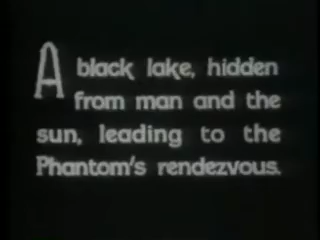 A black lake, hidden
from man and the
sun, leading to the
Phantom's rendezvous.